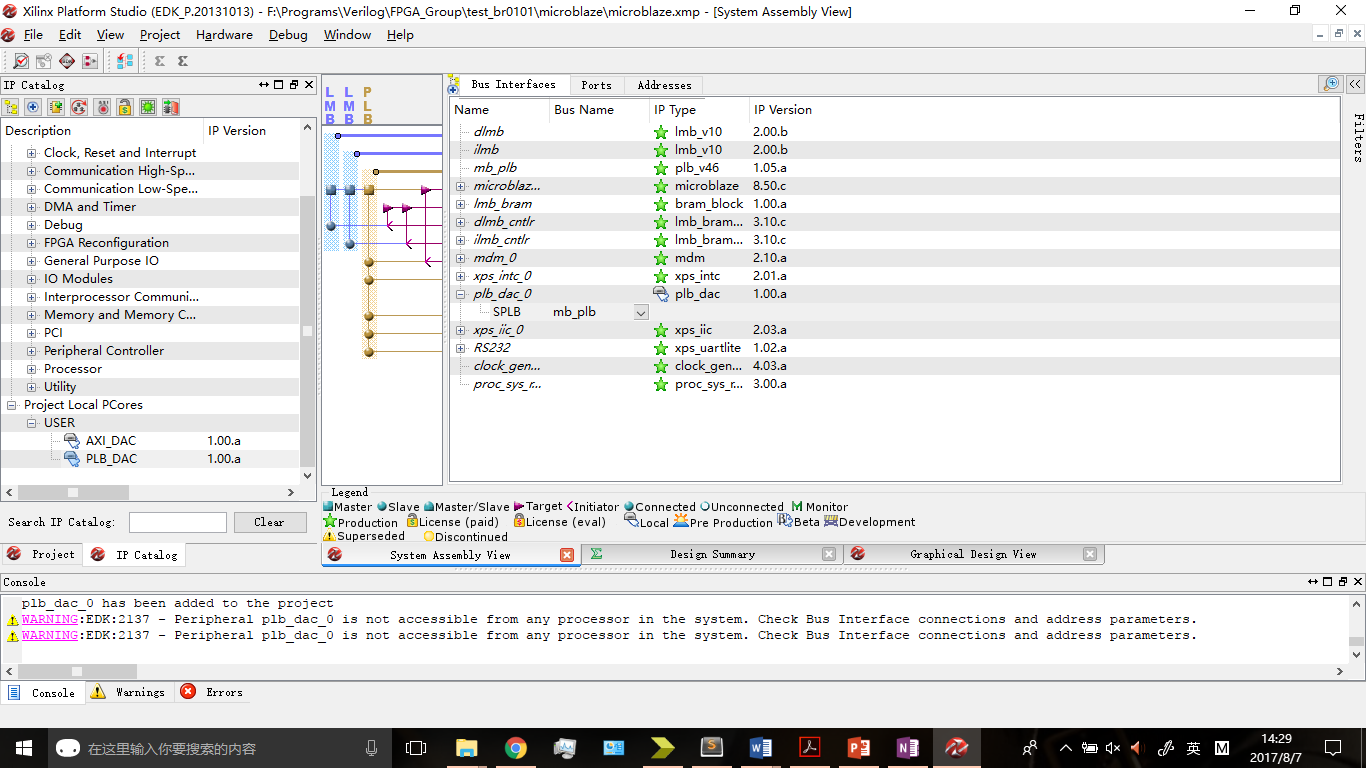 Xilinx Platform Studio (EDK_P.20131013) - F:\Programs\Verilog\FPGA_Group\test_br0101\microblaze\microblaze.xmp - [System Assembly View]
File Edit View Project Hardware Debug Window Help
IP Catalog
Description IP Version
Clock, Reset and Interrupt
Communication High-Sp...
Communication Low-Spe...
DMA and Timer
Debug
FPGA Reconfiguration
General Purpose IO
IO Modules
Interprocessor Communi...
Memory and Memory C...
PCI
Peripheral Controller
Processor
Utility
Project Local PCores
USER
AXI_DAC 1.00.a
PLB_DAC 1.00.a
Search IP Catalog: Clear
Project IP Catalog
L L P
M M L
B B B
Bus Interfaces Ports Addresses
Name Bus Name IP Type IP Version
dlmb lmb_v10 2.00.b
ilmb lmb_v10 2.00.b
mb_plb plb_v46 1.05.a
microblaz... microblaze 8.50.c
lmb_bram bram_block 1.00.a
dlmb_cntlr lmb_bram... 3.10.c
ilmb_cntlr lmb_bram... 3.10.c
mdm_0 mdm 2.10.a
xps_intc_0 xps_intc 2.01.a
plb_dac_0 plb_dac 1.00.a
SPLB mb_plb
xps_iic_0 xps_iic 2.03.a
RS232 xps_uartlite 1.02.a
clock_gen... clock_gen... 4.03.a
proc_sys_r... proc_sys_r... 3.00.a
Filters
Legend
Master Slave Master/Slave Target Initiator Connected Unconnected M Monitor
Production License (paid) License (eval) Local Pre Production Beta Development
Superseded Discontinued
System Assembly View Design Summary Graphical Design View
Console
plb_dac_0 has been added to the project
WARNING:EDK:2137 - Peripheral plb_dac_0 is not accessible from any processor in the system. Check Bus Interface connections and address parameters.
WARNING:EDK:2137 - Peripheral plb_dac_0 is not accessible from any processor in the system. Check Bus Interface connections and address parameters.
Console Warnings Errors
在这里输入你要搜索的内容
英 M
14:29
2017/8/7